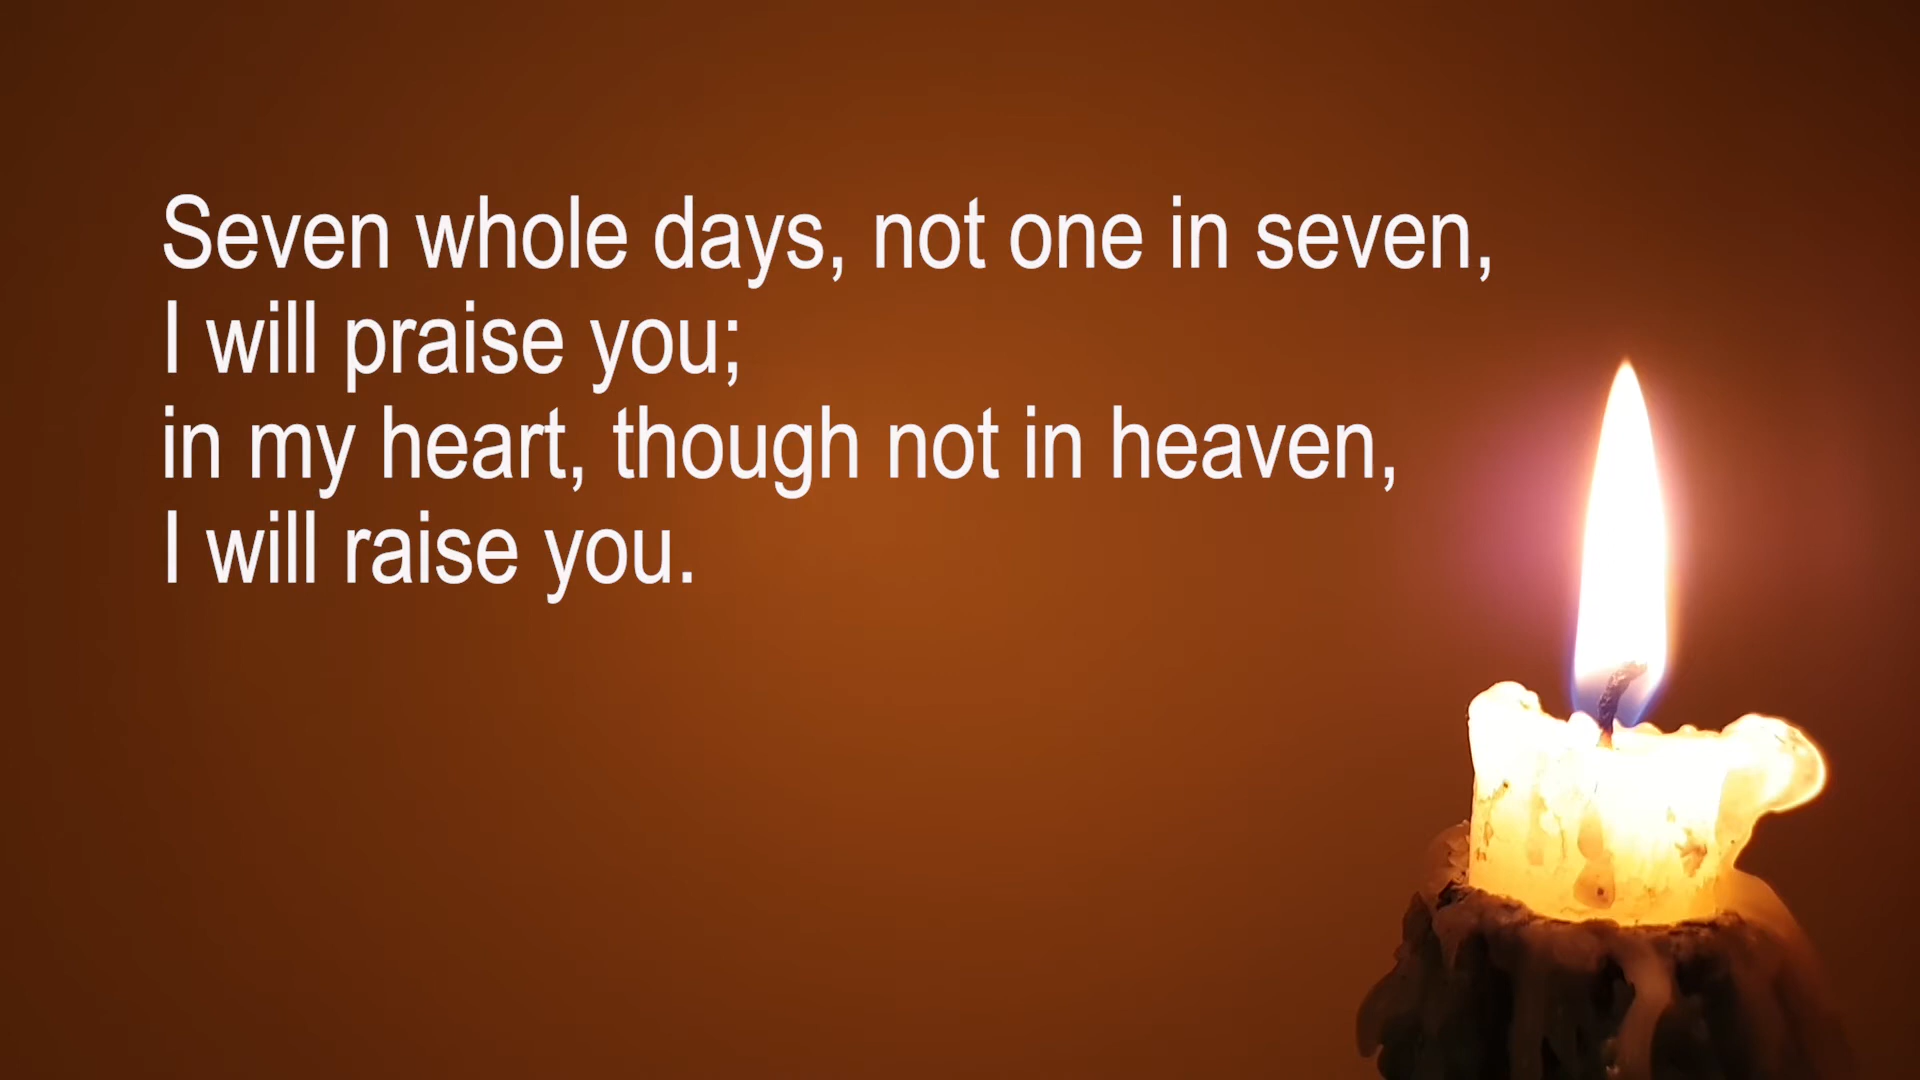 Seven whole days, not one in seven,
I will praise you;
in my heart, though not in heaven,
I will raise you.